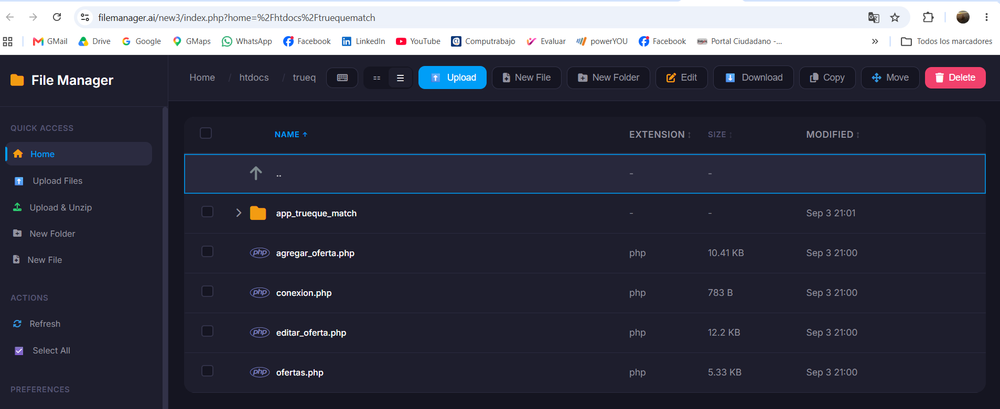 filemanager.ai/new3/index.php?home=%2Fhtdocs%2Ftruequematch
GMail Drive Google GMaps WhatsApp Facebook LinkedIn YouTube Computrabajo Evaluar powerYOU Facebook Portal Ciudadano -... » Todos los marcadores
File Manager
Home / htdocs / trueq
Upload New File New Folder Edit Download Copy Move Delete
QUICK ACCESS
Home
Upload Files
Upload & Unzip
New Folder
New File
ACTIONS
Refresh
Select All
PREFERENCES
NAME ↑ EXTENSION ↕ SIZE ↕ MODIFIED ↕
.. - -
app_trueque_match - - Sep 3 21:01
php agregar_oferta.php php 10.41 KB Sep 3 21:00
php conexion.php php 783 B Sep 3 21:00
php editar_oferta.php php 12.2 KB Sep 3 21:00
php ofertas.php php 5.33 KB Sep 3 21:00